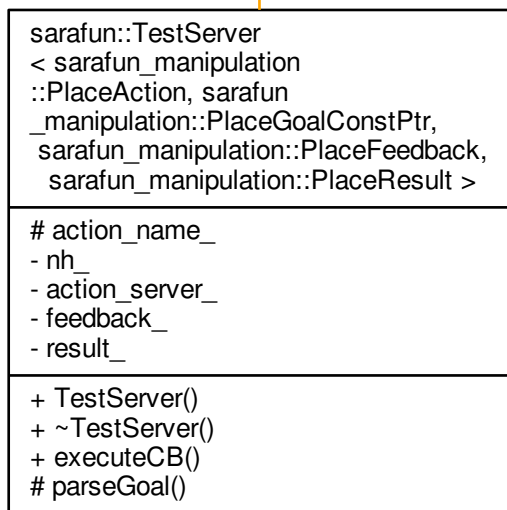 sarafun::TestServer
< sarafun_manipulation
::PlaceAction, sarafun
_manipulation::PlaceGoalConstPtr,
sarafun_manipulation::PlaceFeedback,
sarafun_manipulation::PlaceResult >
# action_name_
- nh_
- action_server_
- feedback_
- result_
+ TestServer()
+ ~TestServer()
+ executeCB()
# parseGoal()